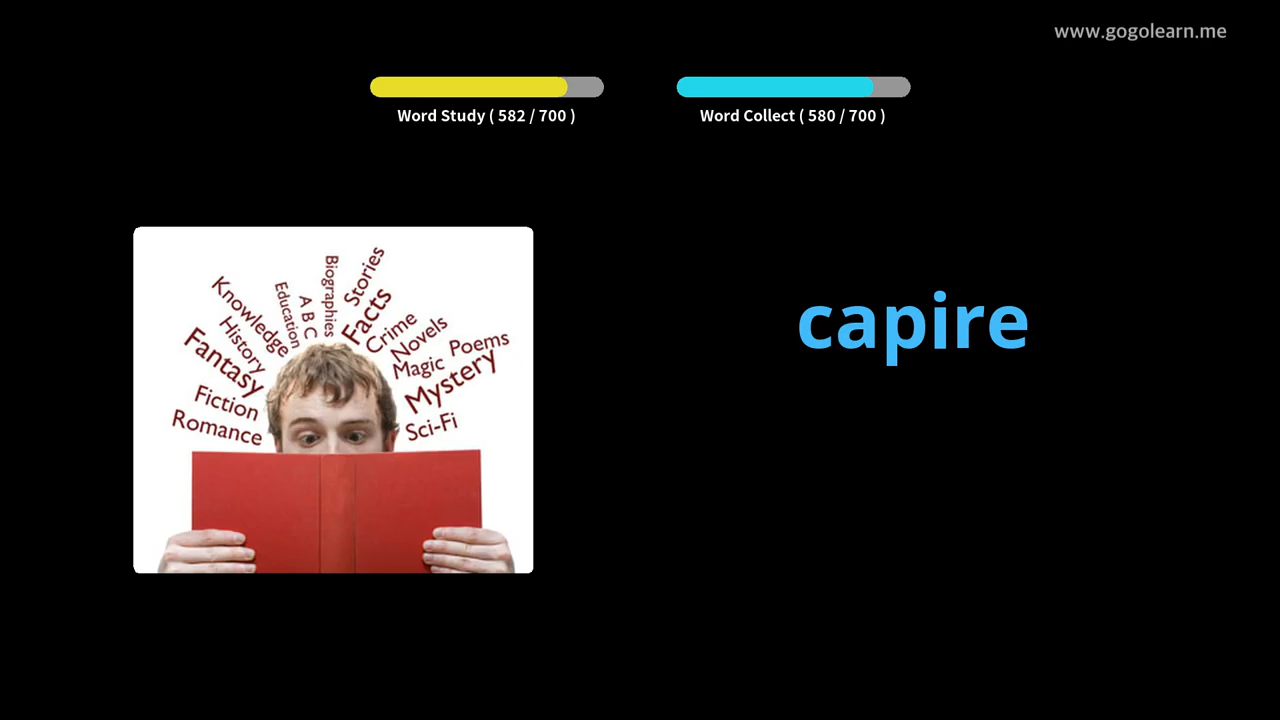 www.gogolearn.me
Word Study ( 582 / 700 )
Word Collect ( 580 / 700 )
capire
Romance
Fiction
Fantasy
History
Knowledge
Education
A B C
Biographies
Stories
Facts
Crime
Novels
Magic
Poems
Mystery
Sci-Fi